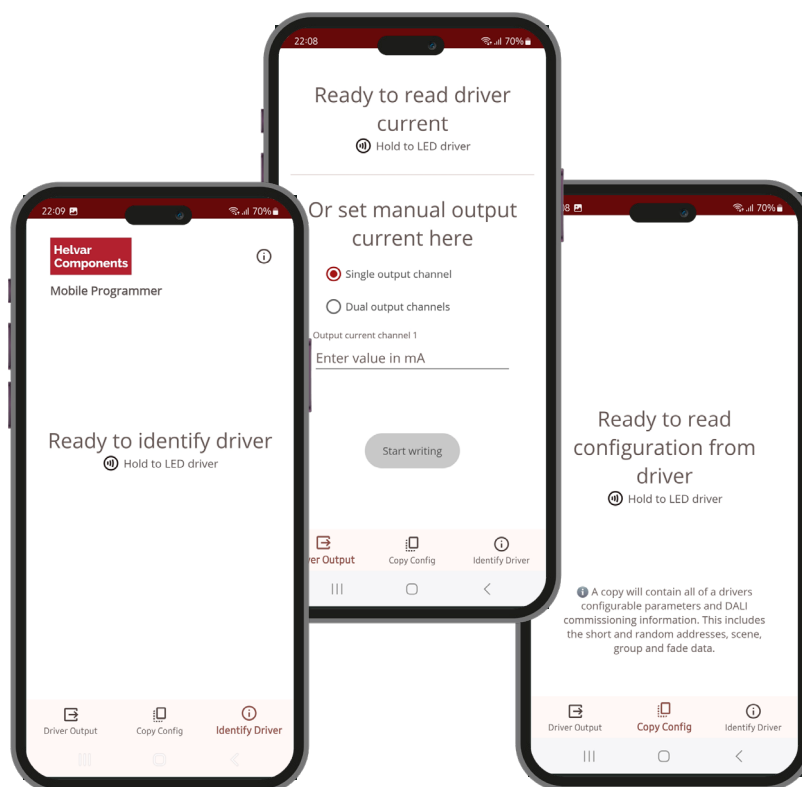 22:09
70%
Helvar
Components
Mobile Programmer
Ready to identify driver
Hold to LED driver
Driver Output
Copy Config
Identify Driver
22:08
70%
Ready to read driver
current
Hold to LED driver
Or set manual output
current here
Single output channel
Dual output channels
Output current channel 1
Enter value in mA
Start writing
ver Output
Copy Config
Identify Driver
8
70%
Ready to read
configuration from
driver
Hold to LED driver
A copy will contain all of a drivers
configurable parameters and DALI
commissioning information. This includes
the short and random addresses, scene,
group and fade data.
Driver Output
Copy Config
Identify Driver